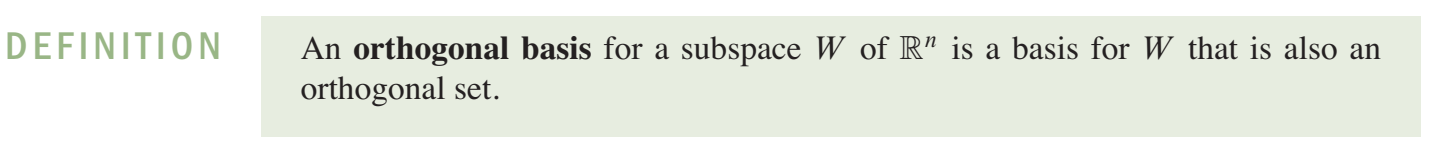 DEFINITION
An orthogonal basis for a subspace W of ℝⁿ is a basis for W that is also an
orthogonal set.